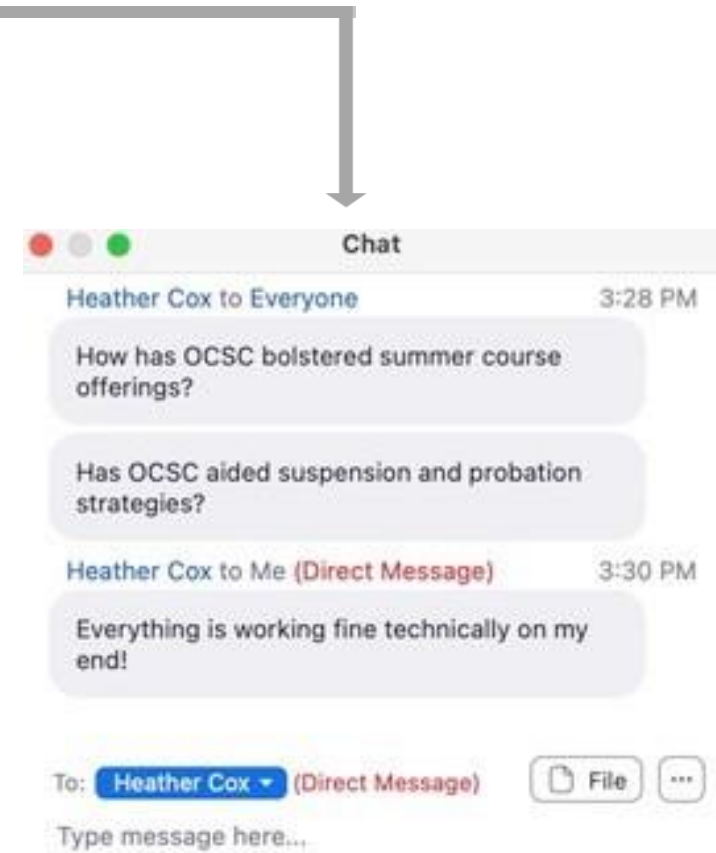 Chat
Heather Cox to Everyone 3:28 PM
How has OCSC bolstered summer course
offerings?
Has OCSC aided suspension and probation
strategies?
Heather Cox to Me (Direct Message) 3:30 PM
Everything is working fine technically on my
end!
To: Heather Cox (Direct Message) File ...
Type message here...